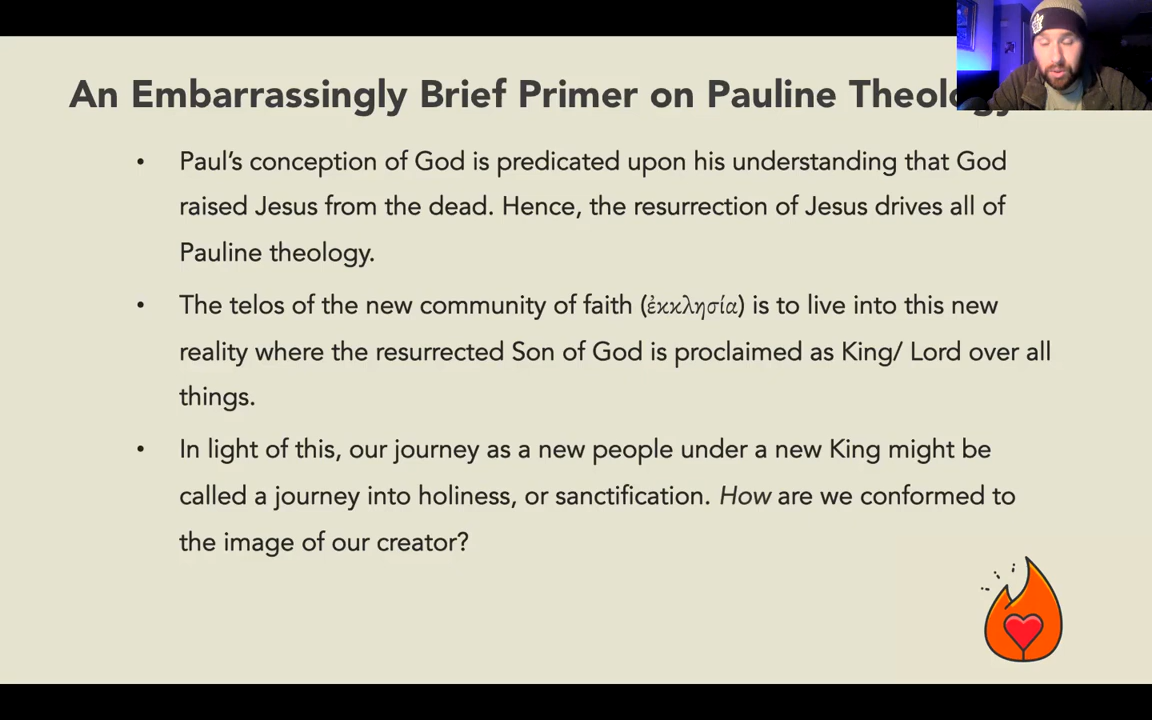 An Embarrassingly Brief Primer on Pauline Theology
• Paul’s conception of God is predicated upon his understanding that God
raised Jesus from the dead. Hence, the resurrection of Jesus drives all of
Pauline theology.
• The telos of the new community of faith (ἐκκλησία) is to live into this new
reality where the resurrected Son of God is proclaimed as King/ Lord over all
things.
• In light of this, our journey as a new people under a new King might be
called a journey into holiness, or sanctification. How are we conformed to
the image of our creator?